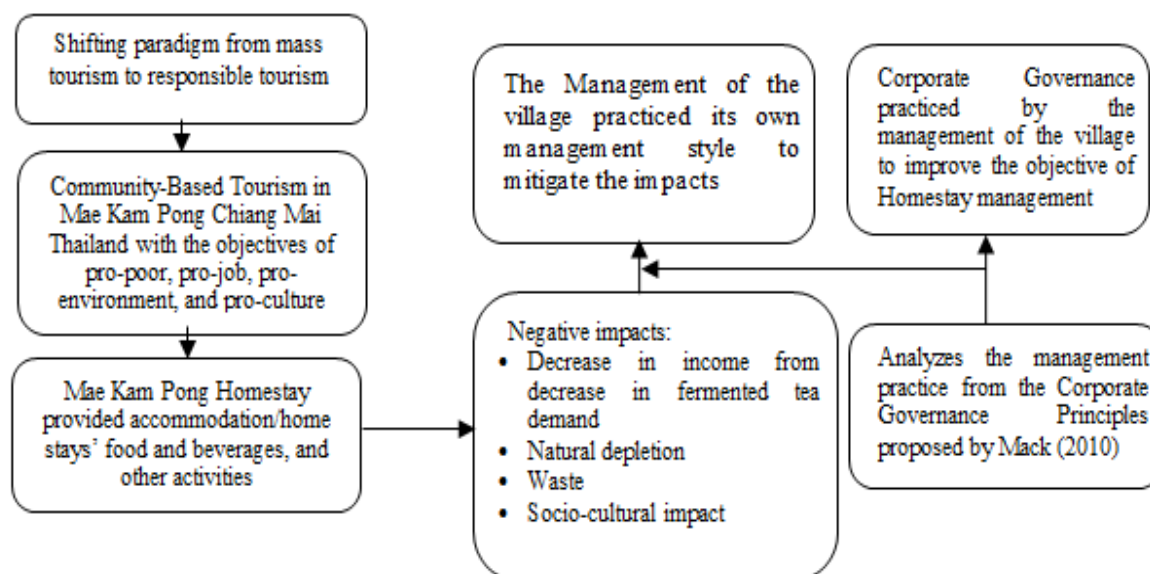 Shifting paradigm from mass
tourism to responsible tourism
Community-Based Tourism in
Mae Kam Pong Chiang Mai
Thailand with the objectives of
pro-poor, pro-job, pro-
environment, and pro-culture
Mae Kam Pong Homestay
provided accommodation/home
stays' food and beverages, and
other activities
Negative impacts:
• Decrease in income from
decrease in fermented tea
demand
• Natural depletion
• Waste
• Socio-cultural impact
The Management of the
village practiced its own
management style to
mitigate the impacts
Corporate Governance
practiced by the
management of the village
to improve the objective of
Homestay management
Analyzes the management
practice from the Corporate
Governance Principles
proposed by Mack (2010)